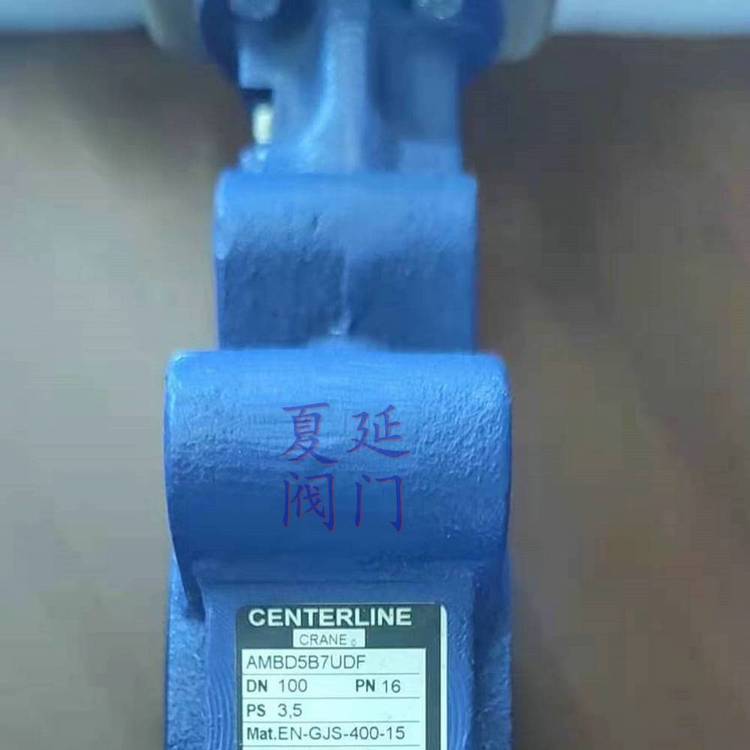 夏延
阀门
CENTERLINE
CRANE
AMBD5B7UDF
DN 100 PN 16
PS 3,5
Mat.EN-GJS-400-15